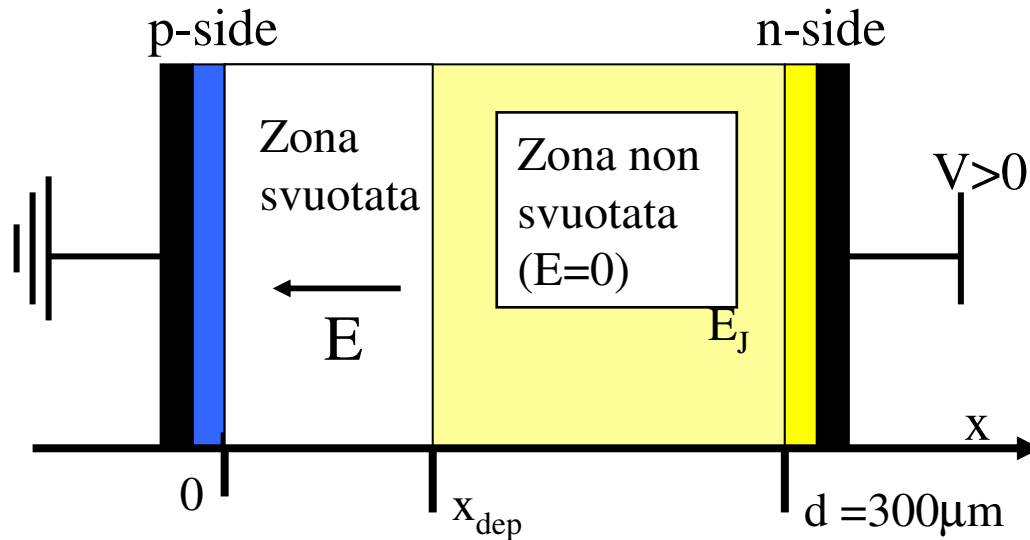 p-side
n-side
Zona
svuotata
Zona non
svuotata
(E=0)
V>0
E
E_J
x
0
x_dep
d =300μm